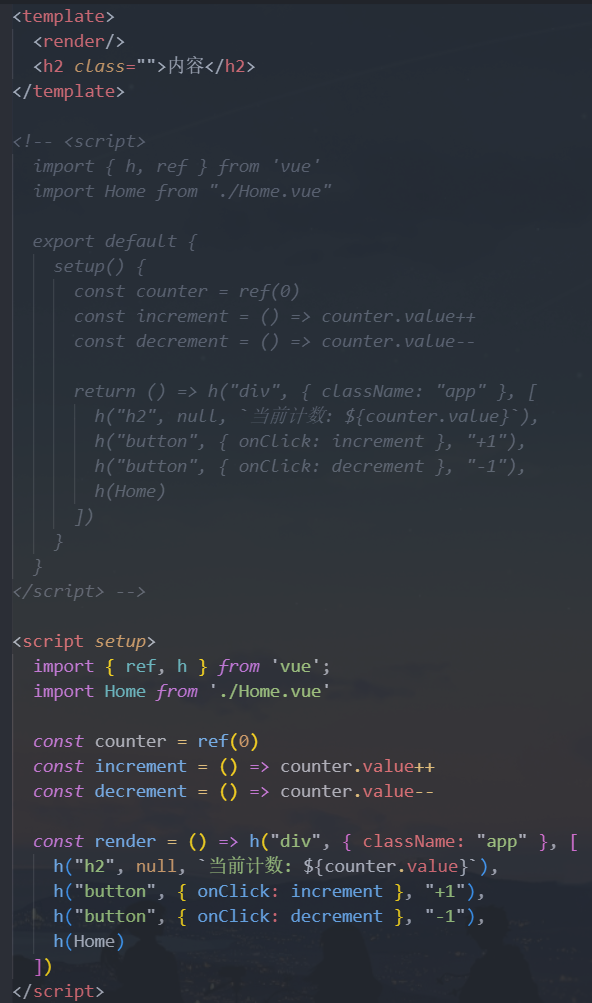 <template>
  <render/>
  <h2 class="">内容</h2>
</template>

<!-- <script>
  import { h, ref } from 'vue'
  import Home from "./Home.vue"

  export default {
    setup() {
      const counter = ref(0)
      const increment = () => counter.value++
      const decrement = () => counter.value--

      return () => h("div", { className: "app" }, [
        h("h2", null, `当前计数: ${counter.value}`),
        h("button", { onClick: increment }, "+1"),
        h("button", { onClick: decrement }, "-1"),
        h(Home)
      ])
    }
  }
</script> -->

<script setup>
  import { ref, h } from 'vue';
  import Home from './Home.vue'

  const counter = ref(0)
  const increment = () => counter.value++
  const decrement = () => counter.value--

  const render = () => h("div", { className: "app" }, [
    h("h2", null, `当前计数: ${counter.value}`),
    h("button", { onClick: increment }, "+1"),
    h("button", { onClick: decrement }, "-1"),
    h(Home)
  ])
</script>